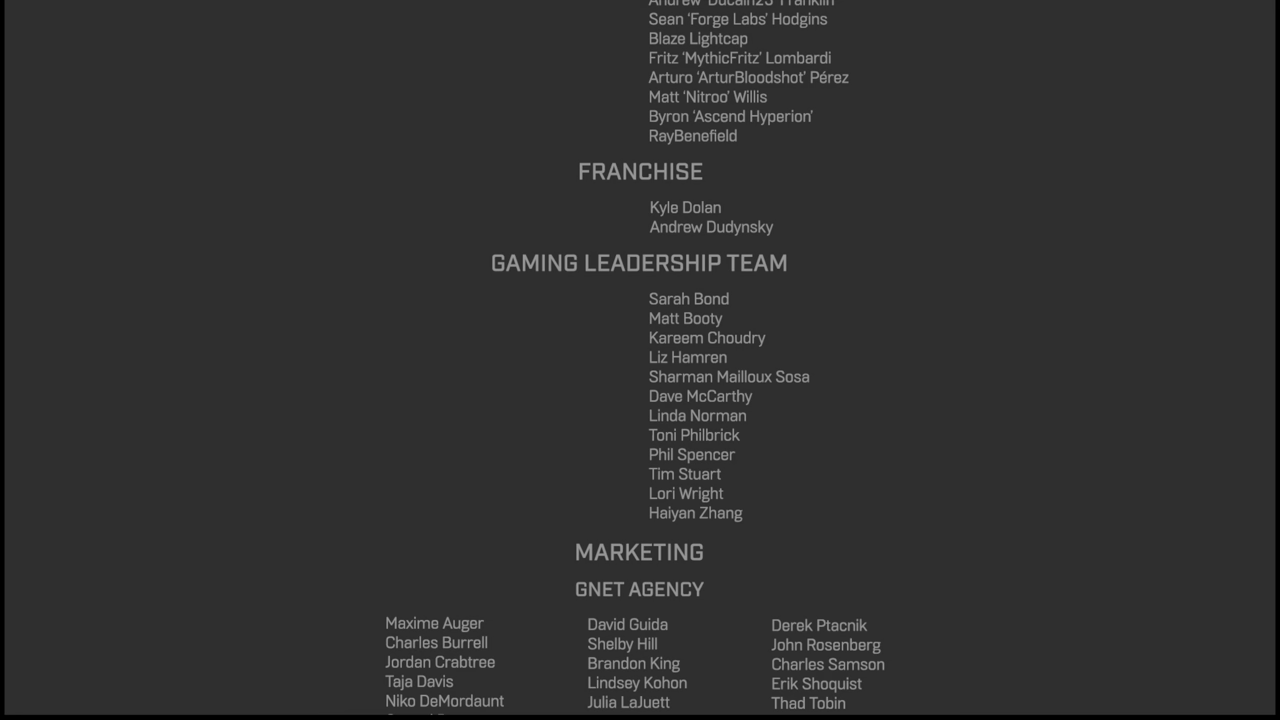 Andrew 'Ducain23' Franklin
Sean ‘Forge Labs’ Hodgins
Blaze Lightcap
Fritz ‘MythicFritz’ Lombardi
Arturo ‘ArturBloodshot’ Pérez
Matt ‘Nitroo’ Willis
Byron ‘Ascend Hyperion’
RayBenefield
FRANCHISE
Kyle Dolan
Andrew Dudynsky
GAMING LEADERSHIP TEAM
Sarah Bond
Matt Booty
Kareem Choudry
Liz Hamren
Sharman Mailloux Sosa
Dave McCarthy
Linda Norman
Toni Philbrick
Phil Spencer
Tim Stuart
Lori Wright
Haiyan Zhang
MARKETING
GNET AGENCY
Maxime Auger
Charles Burrell
Jordan Crabtree
Taja Davis
Niko DeMordaunt
David Guida
Shelby Hill
Brandon King
Lindsey Kohon
Julia LaJuett
Derek Ptacnik
John Rosenberg
Charles Samson
Erik Shoquist
Thad Tobin